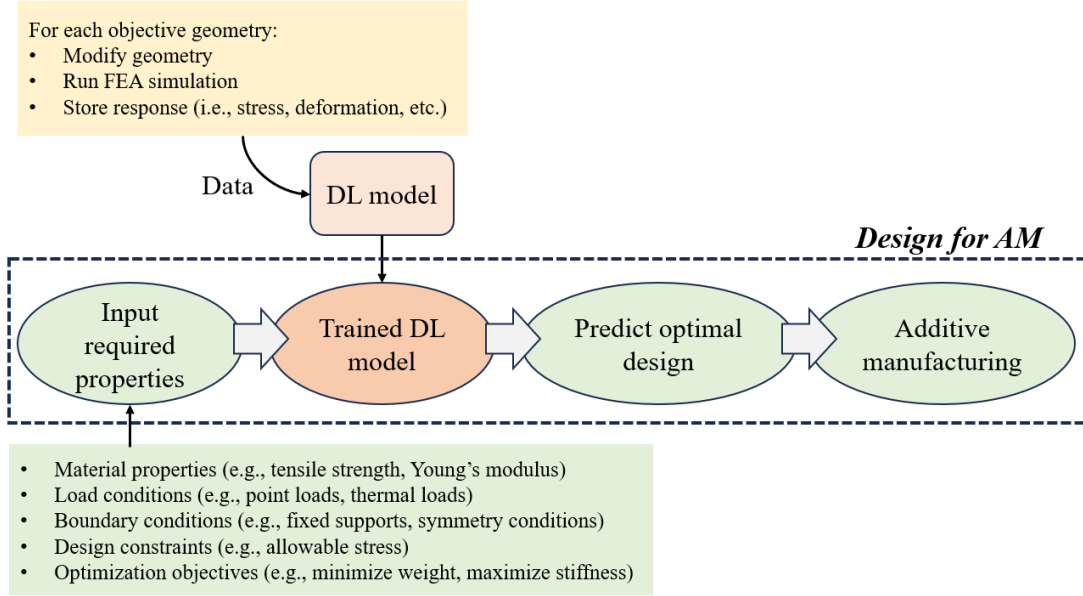 For each objective geometry:
• Modify geometry
• Run FEA simulation
• Store response (i.e., stress, deformation, etc.)
Data
DL model
Design for AM
Input
required
properties
Trained DL
model
Predict optimal
design
Additive
manufacturing
• Material properties (e.g., tensile strength, Young’s modulus)
• Load conditions (e.g., point loads, thermal loads)
• Boundary conditions (e.g., fixed supports, symmetry conditions)
• Design constraints (e.g., allowable stress)
• Optimization objectives (e.g., minimize weight, maximize stiffness)